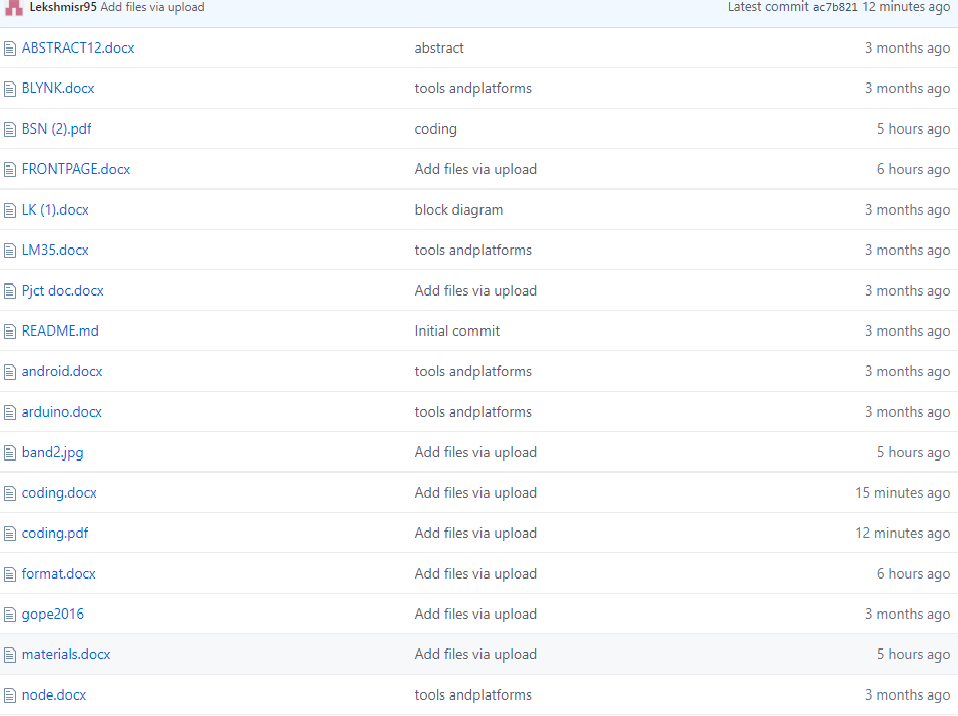 Lekshmisr95 Add files via upload Latest commit ac7b821 12 minutes ago
ABSTRACT12.docx abstract 3 months ago
BLYNK.docx tools andplatforms 3 months ago
BSN (2).pdf coding 5 hours ago
FRONTPAGE.docx Add files via upload 6 hours ago
LK (1).docx block diagram 3 months ago
LM35.docx tools andplatforms 3 months ago
Pjct doc.docx Add files via upload 3 months ago
README.md Initial commit 3 months ago
android.docx tools andplatforms 3 months ago
arduino.docx tools andplatforms 3 months ago
band2.jpg Add files via upload 5 hours ago
coding.docx Add files via upload 15 minutes ago
coding.pdf Add files via upload 12 minutes ago
format.docx Add files via upload 6 hours ago
gope2016 Add files via upload 3 months ago
materials.docx Add files via upload 5 hours ago
node.docx tools andplatforms 3 months ago